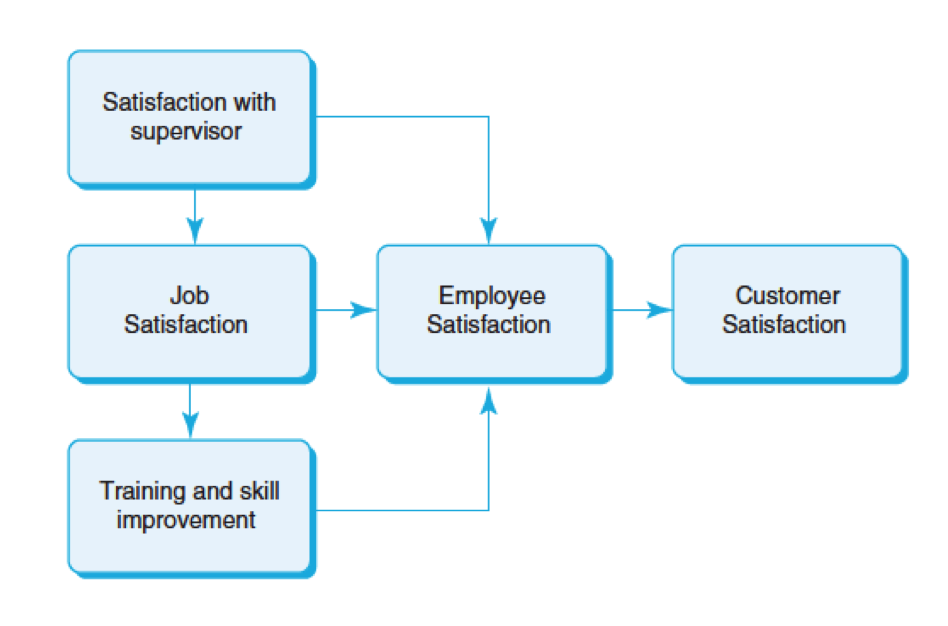 Satisfaction with
supervisor
Job
Satisfaction
Employee
Satisfaction
Customer
Satisfaction
Training and skill
improvement